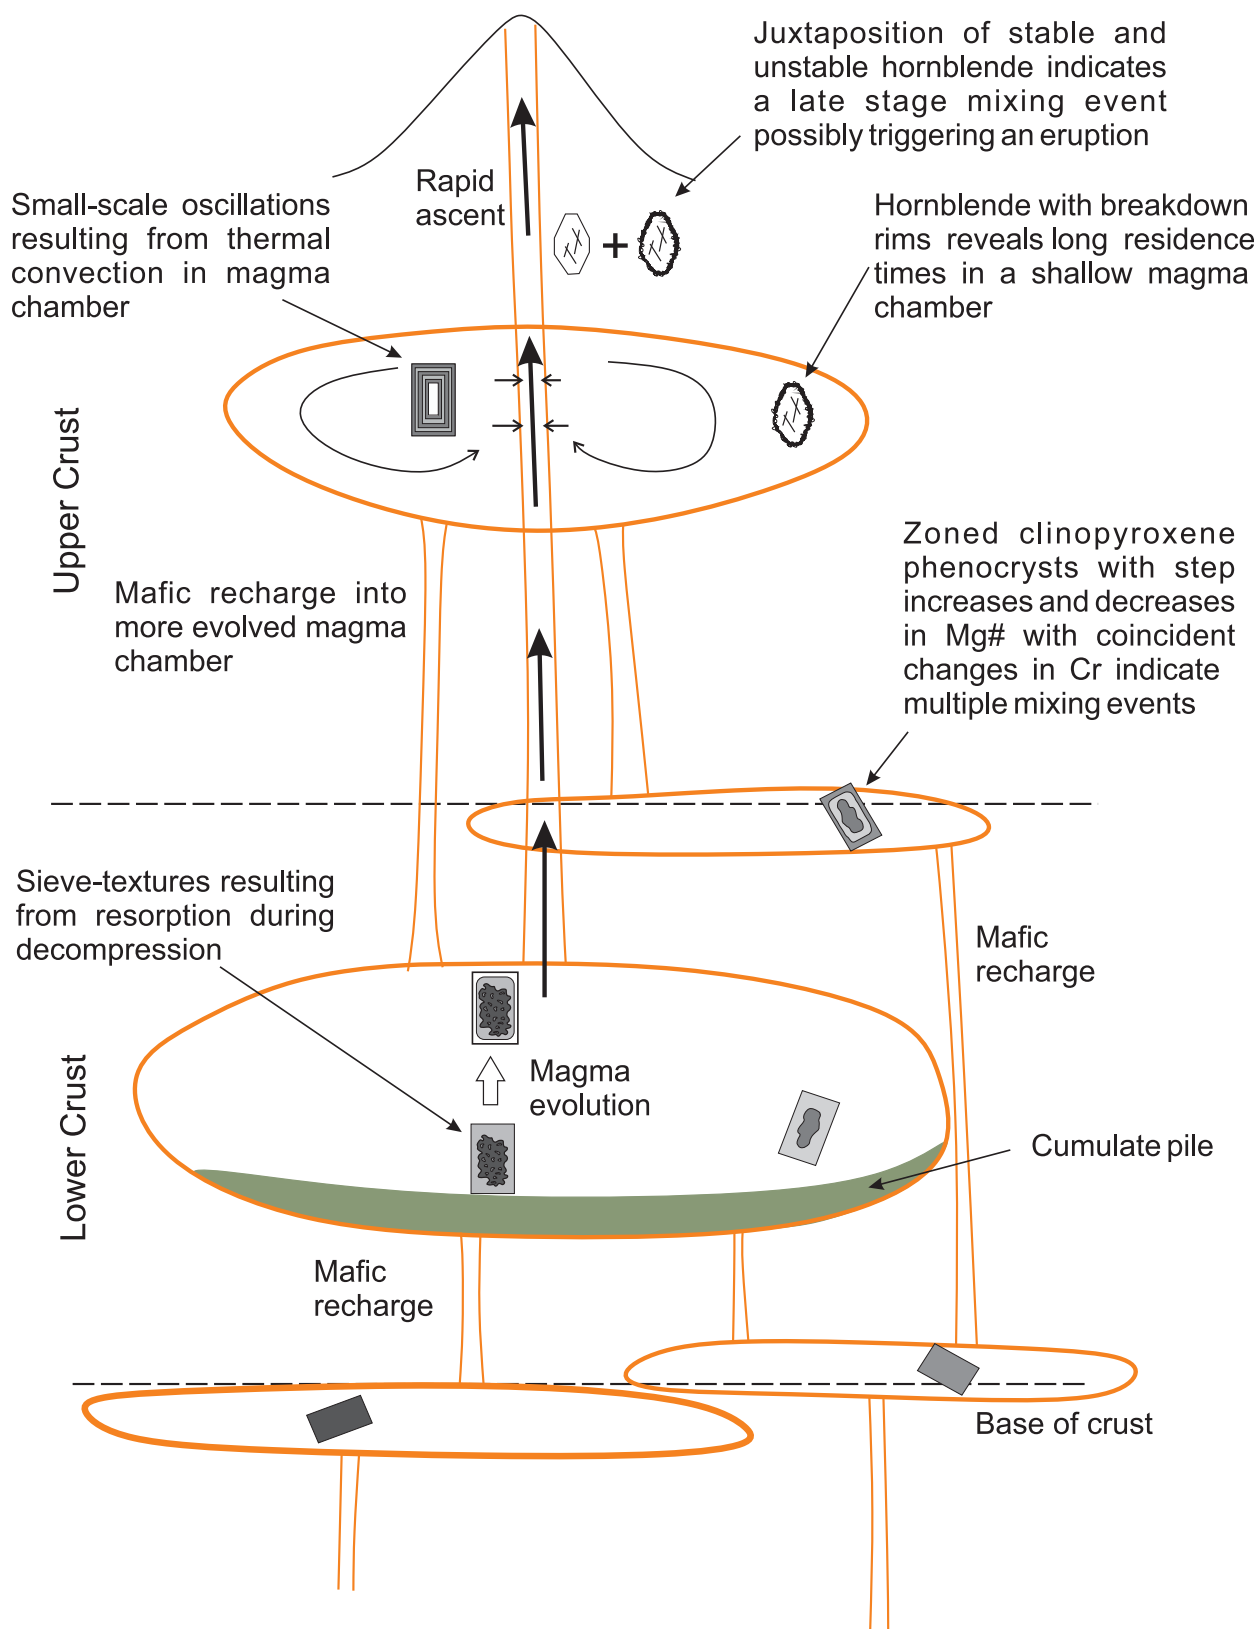 Juxtaposition of stable and
unstable hornblende indicates
a late stage mixing event
possibly triggering an eruption
Rapid
ascent
Small-scale oscillations
resulting from thermal
convection in magma
chamber
Hornblende with breakdown
rims reveals long residence
times in a shallow magma
chamber
Upper Crust
Mafic recharge into
more evolved magma
chamber
Zoned clinopyroxene
phenocrysts with step
increases and decreases
in Mg# with coincident
changes in Cr indicate
multiple mixing events
Sieve-textures resulting
from resorption during
decompression
Mafic
recharge
Lower Crust
Magma
evolution
Cumulate pile
Mafic
recharge
Base of crust